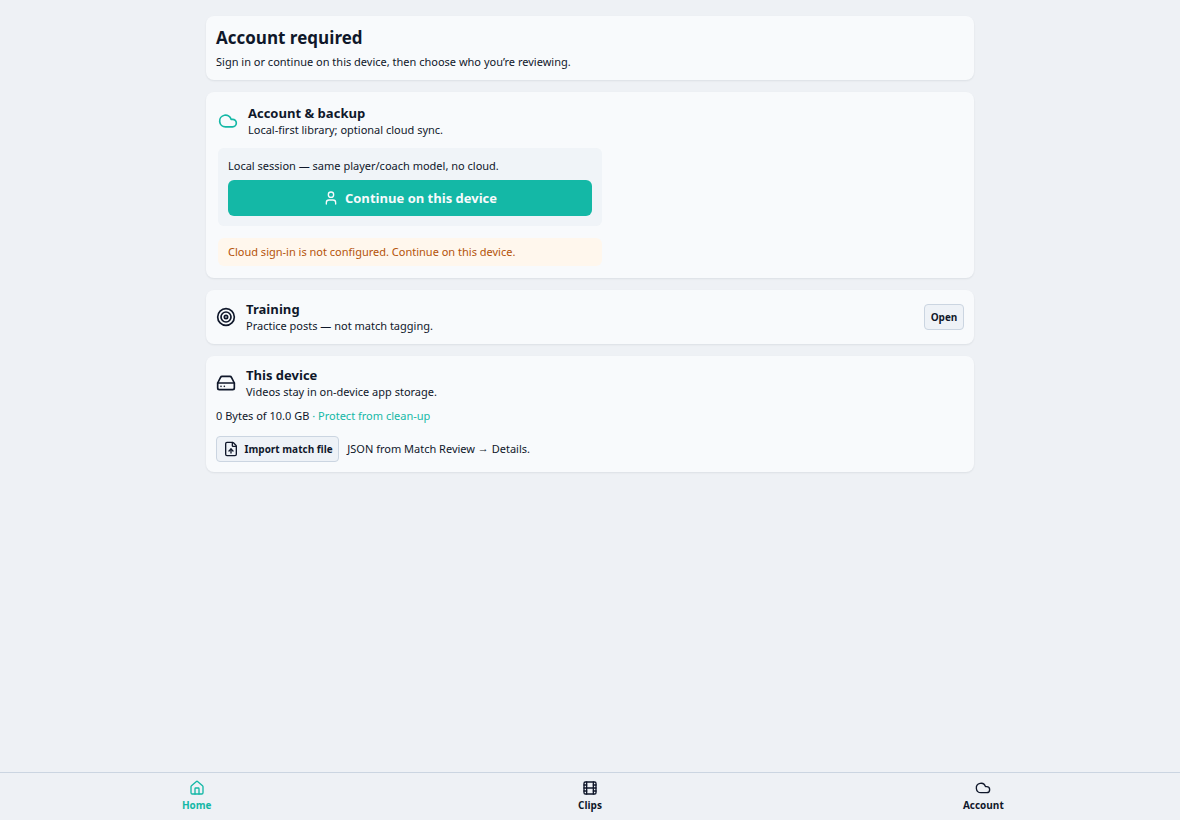 Account required
Sign in or continue on this device, then choose who you're reviewing.
Account & backup
Local-first library; optional cloud sync.
Local session — same player/coach model, no cloud.
Continue on this device
Cloud sign-in is not configured. Continue on this device.
Training
Practice posts — not match tagging.
Open
This device
Videos stay in on-device app storage.
0 Bytes of 10.0 GB · Protect from clean-up
Import match file
JSON from Match Review → Details.
Home
Clips
Account